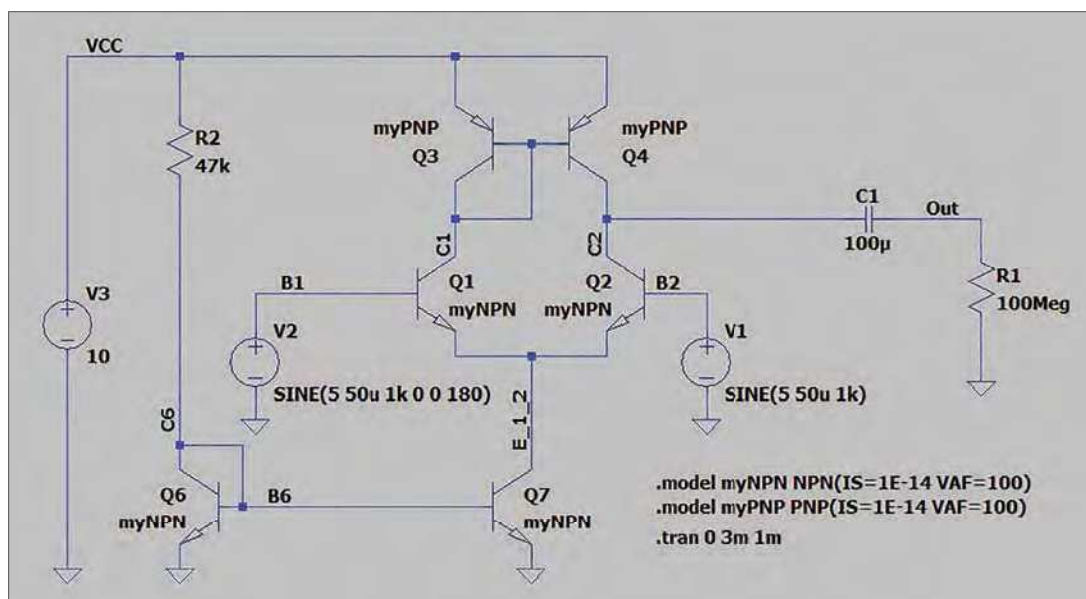 VCC
R2
47k
myPNP
Q3
myPNP
Q4
C1
100µ
Out
R1
100Meg
C1
C2
B1
Q1
myNPN
Q2
myNPN
B2
V3
10
V2
SINE(5 50u 1k 0 0 180)
V1
SINE(5 50u 1k)
C6
E_1_2
Q6
myNPN
B6
Q7
myNPN
.model myNPN NPN(IS=1E-14 VAF=100)
.model myPNP PNP(IS=1E-14 VAF=100)
.tran 0 3m 1m